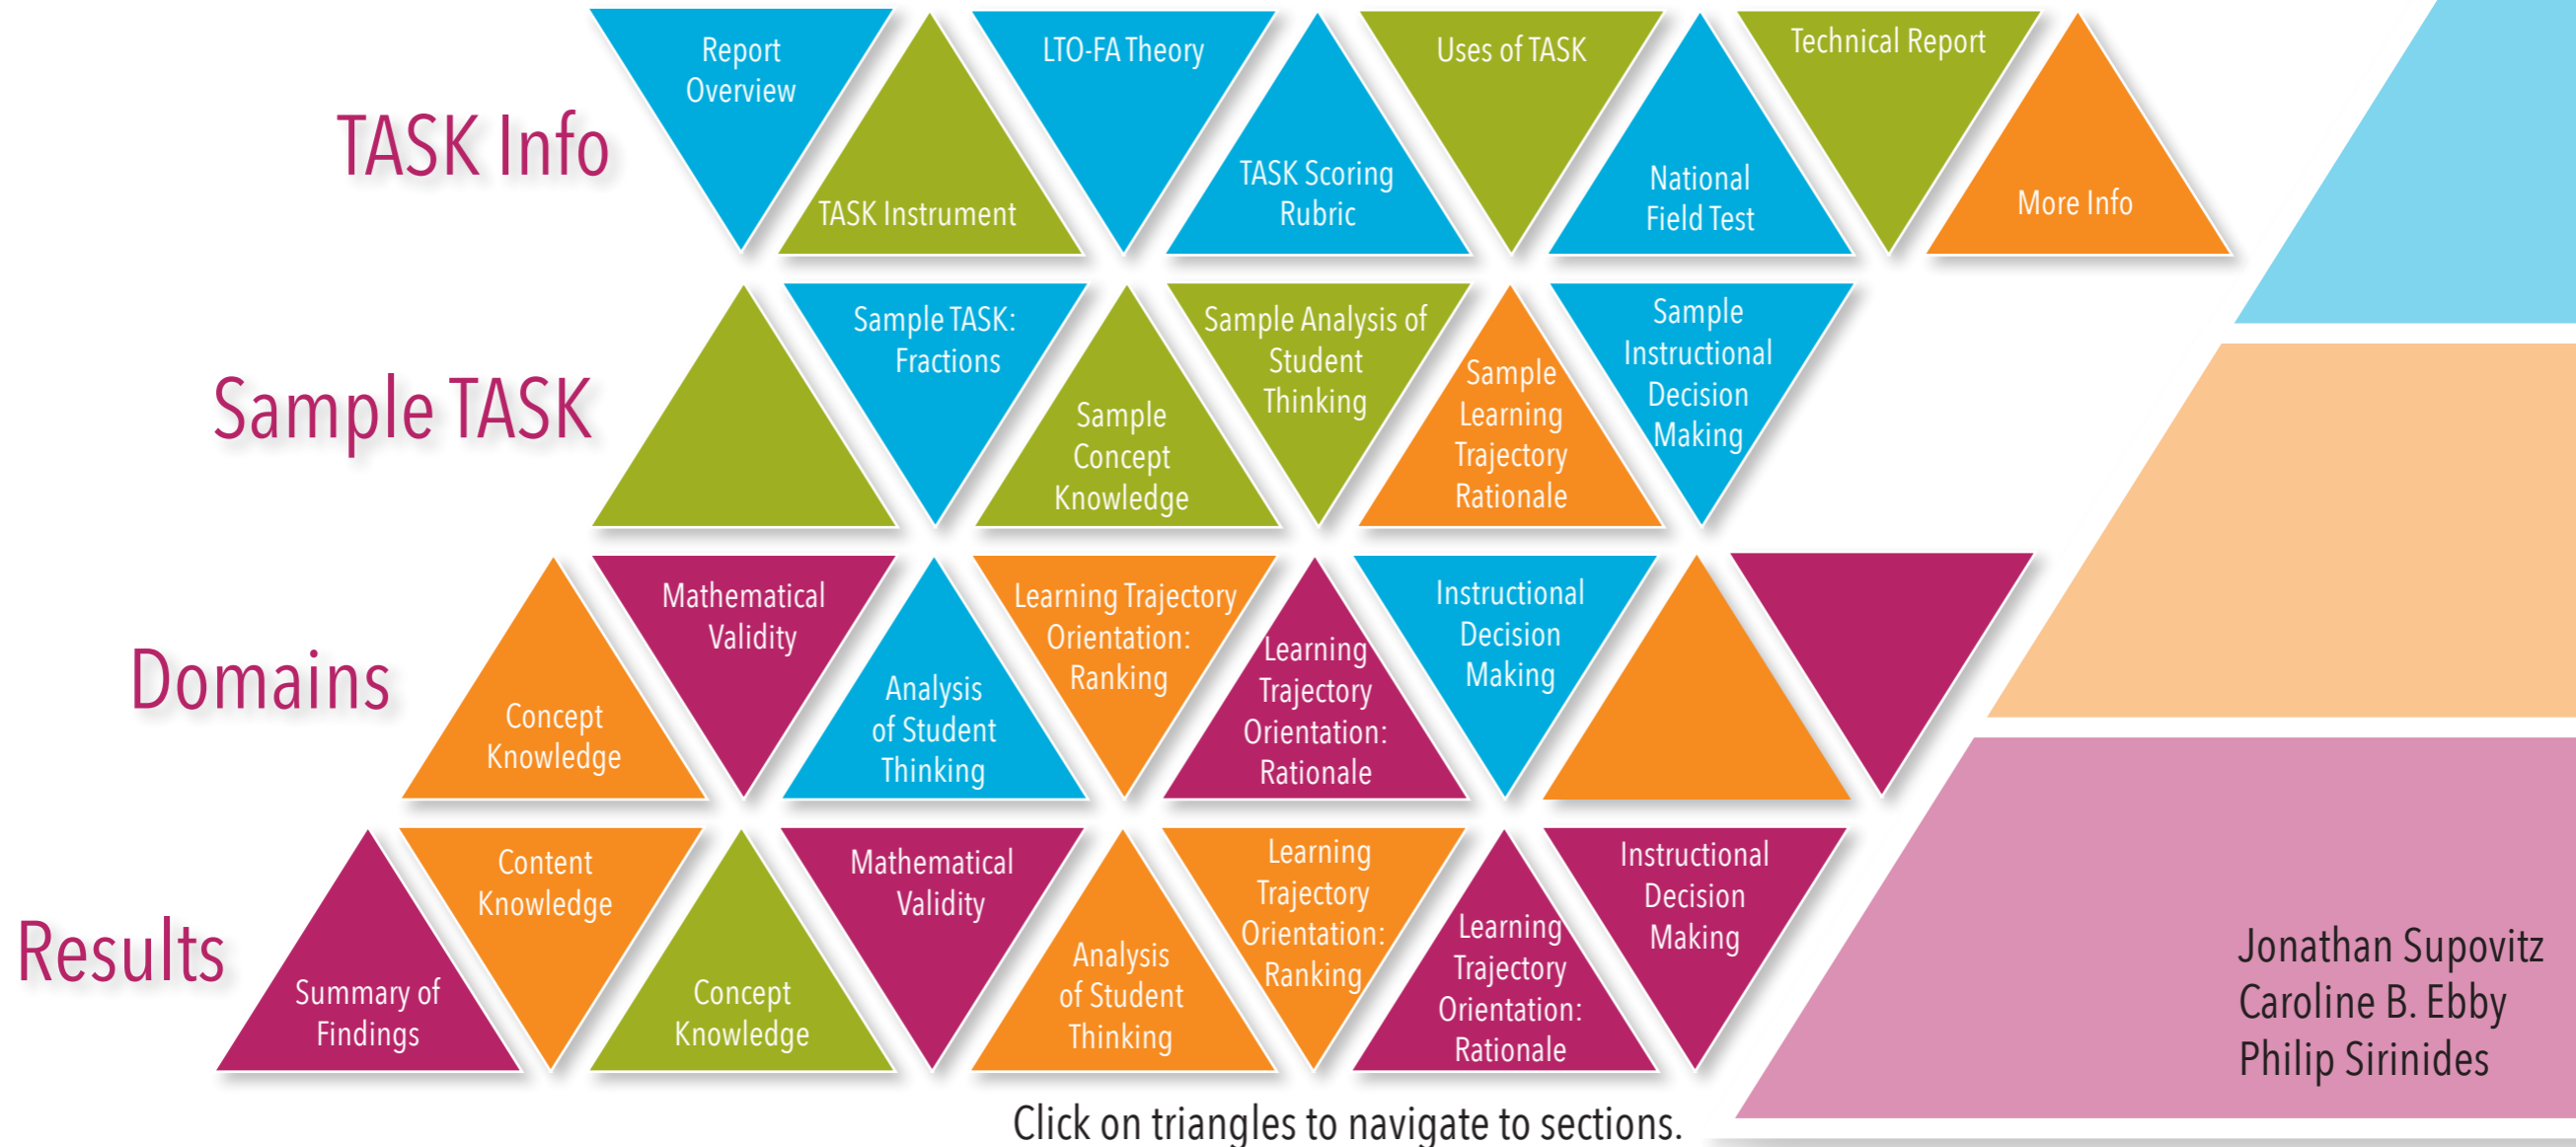 TASK Info
Report
Overview
TASK Instrument
LTO-FA Theory
TASK Scoring
Rubric
Uses of TASK
National
Field Test
Technical Report
More Info
Sample TASK
Sample TASK:
Fractions
Sample
Concept
Knowledge
Sample Analysis of
Student
Thinking
Sample
Learning
Trajectory
Rationale
Sample
Instructional
Decision
Making
Domains
Concept
Knowledge
Mathematical
Validity
Analysis
of Student
Thinking
Learning Trajectory
Orientation:
Ranking
Learning
Trajectory
Orientation:
Rationale
Instructional
Decision
Making
Results
Summary of
Findings
Content
Knowledge
Concept
Knowledge
Mathematical
Validity
Analysis
of Student
Thinking
Learning
Trajectory
Orientation:
Ranking
Learning
Trajectory
Orientation:
Rationale
Instructional
Decision
Making
Jonathan Supovitz
Caroline B. Ebby
Philip Sirinides
Click on triangles to navigate to sections.